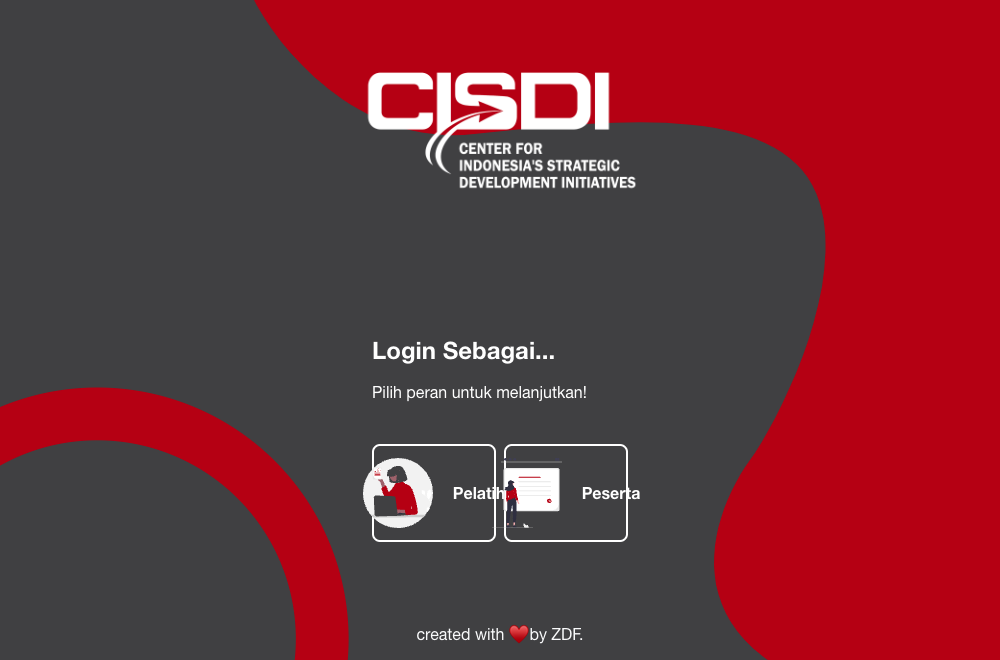 CISDI
CENTER FOR
INDONESIA'S STRATEGIC
DEVELOPMENT INITIATIVES
Login Sebagai...
Pilih peran untuk melanjutkan!
Pelatih
Peserta
created with ❤️by ZDF.